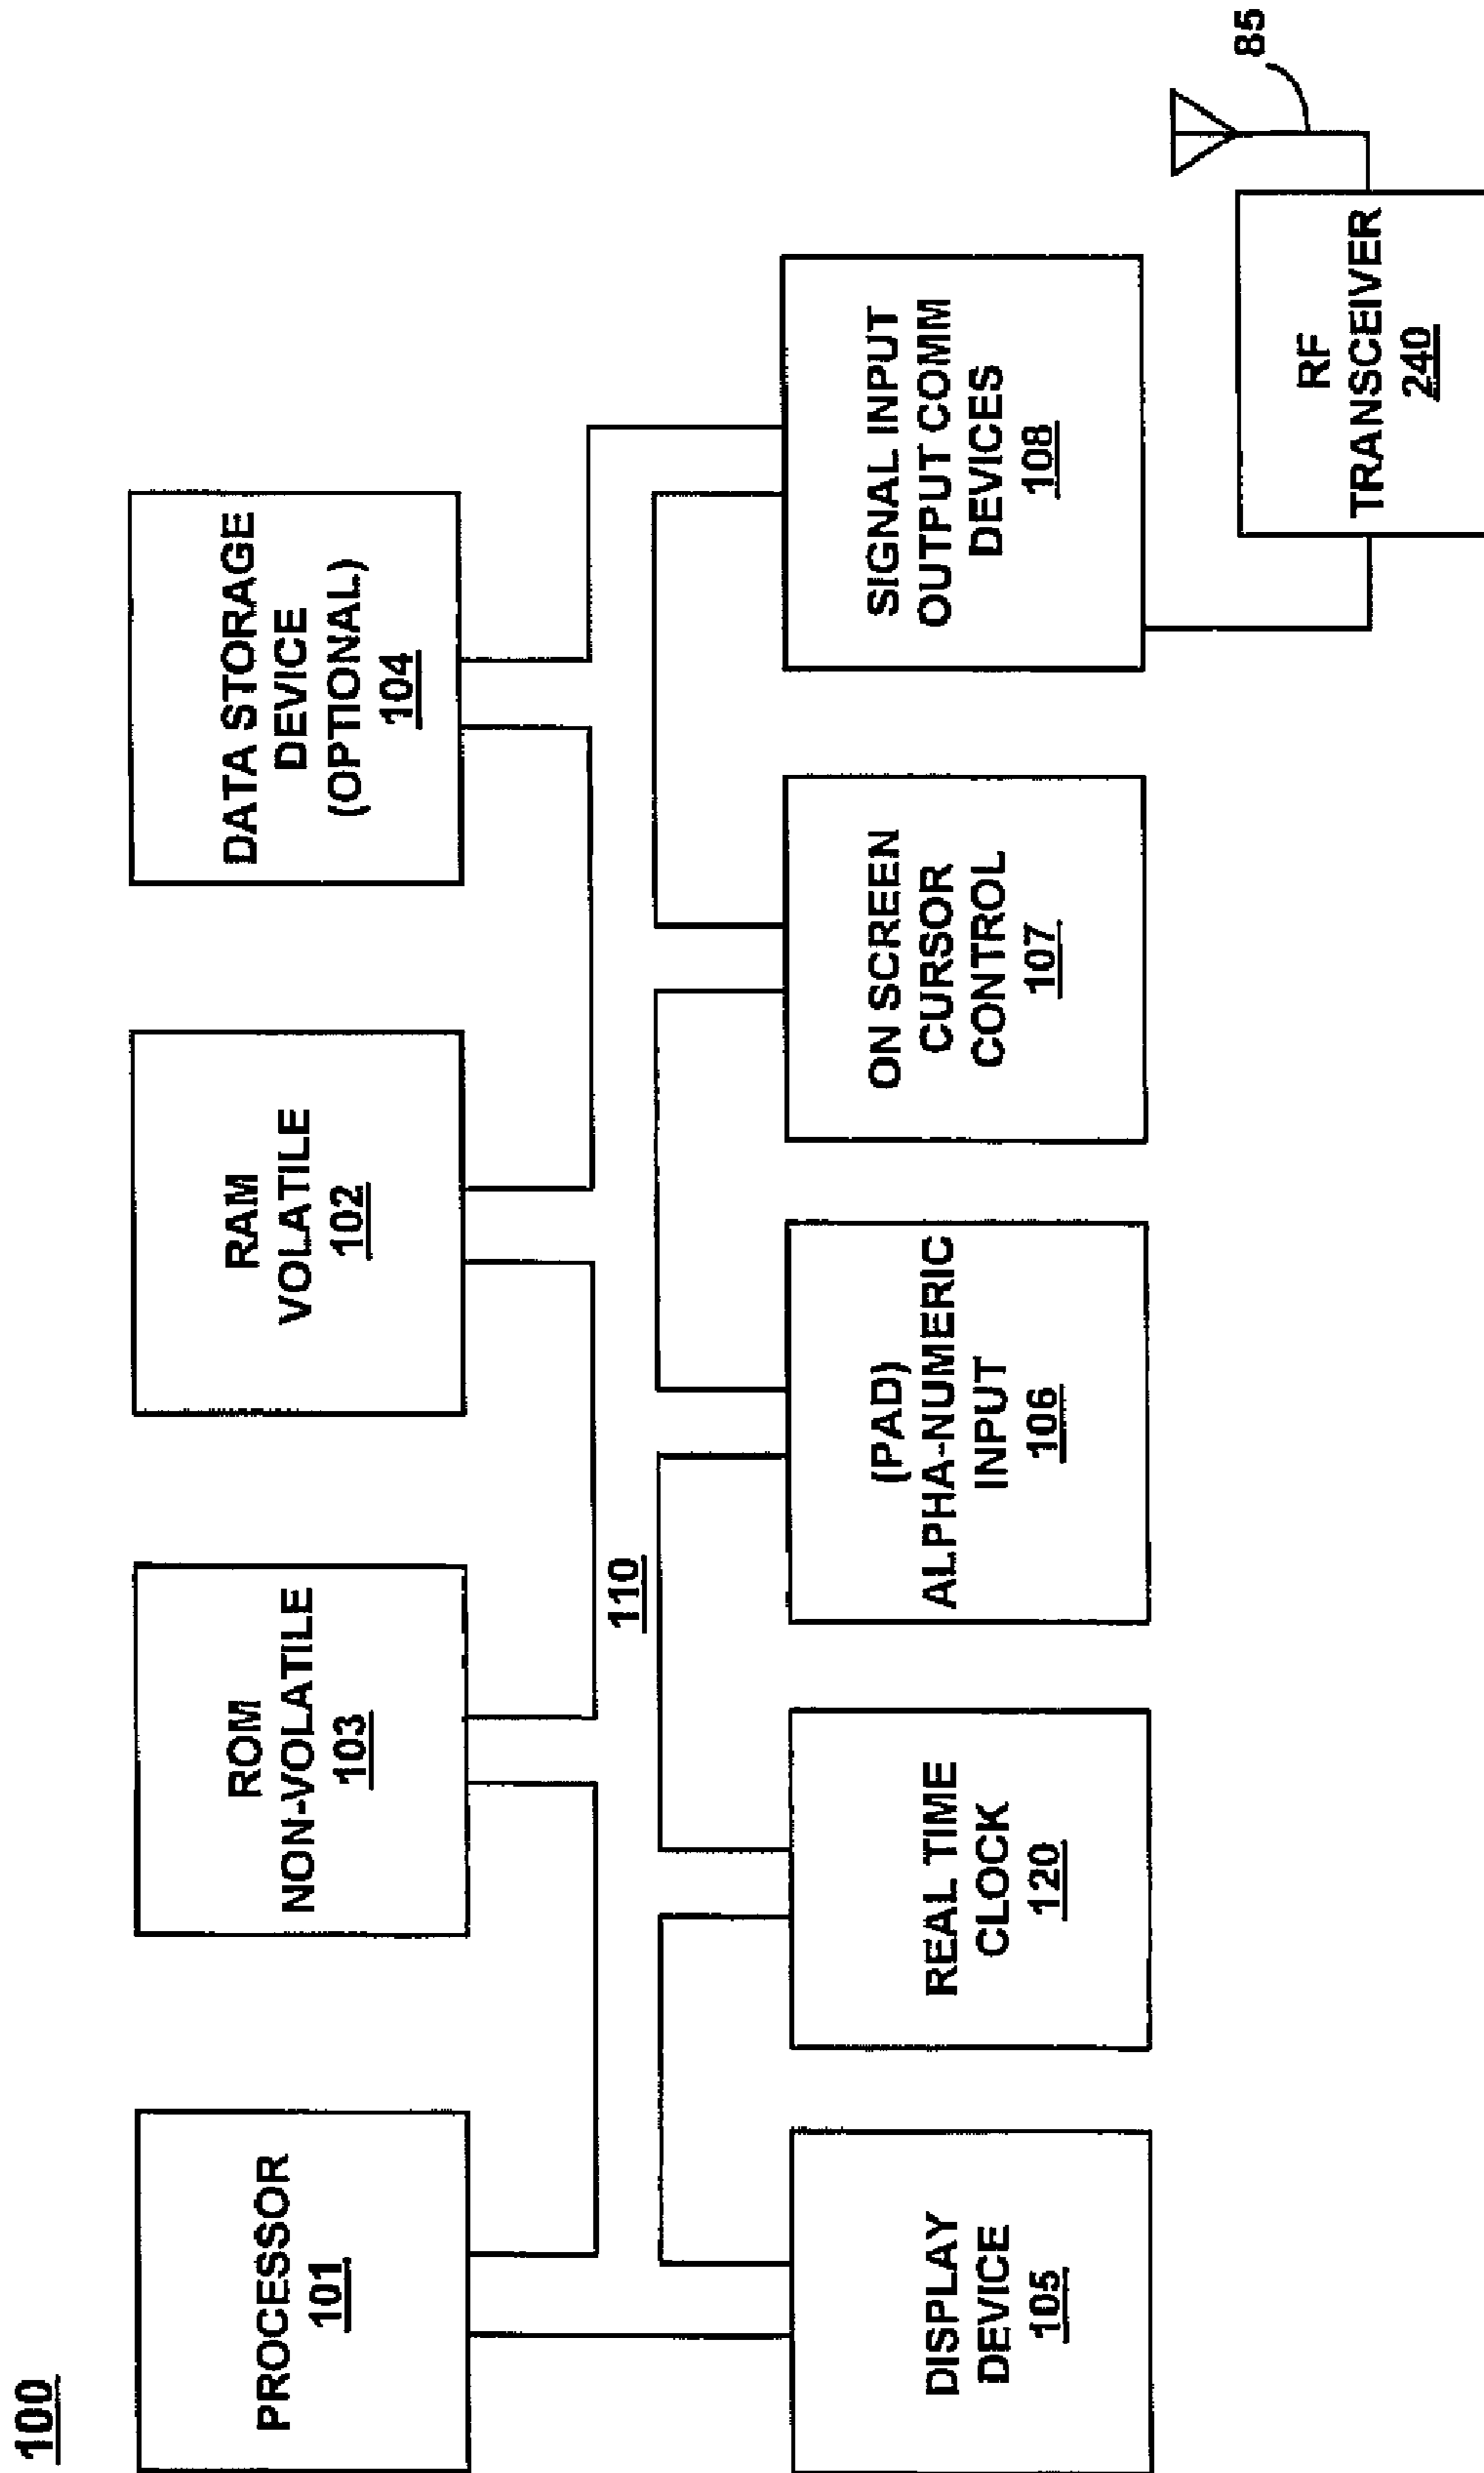 100
PROCESSOR
101
ROM
NON-VOLATILE
103
RAM
VOLATILE
102
DATA STORAGE
DEVICE
(OPTIONAL)
104
110
DISPLAY
DEVICE
105
REAL TIME
CLOCK
120
(PAD)
ALPHA-NUMERIC
INPUT
106
ON SCREEN
CURSOR
CONTROL
107
SIGNAL INPUT
OUTPUT COMM
DEVICES
108
RF
TRANSCEIVER
240
85